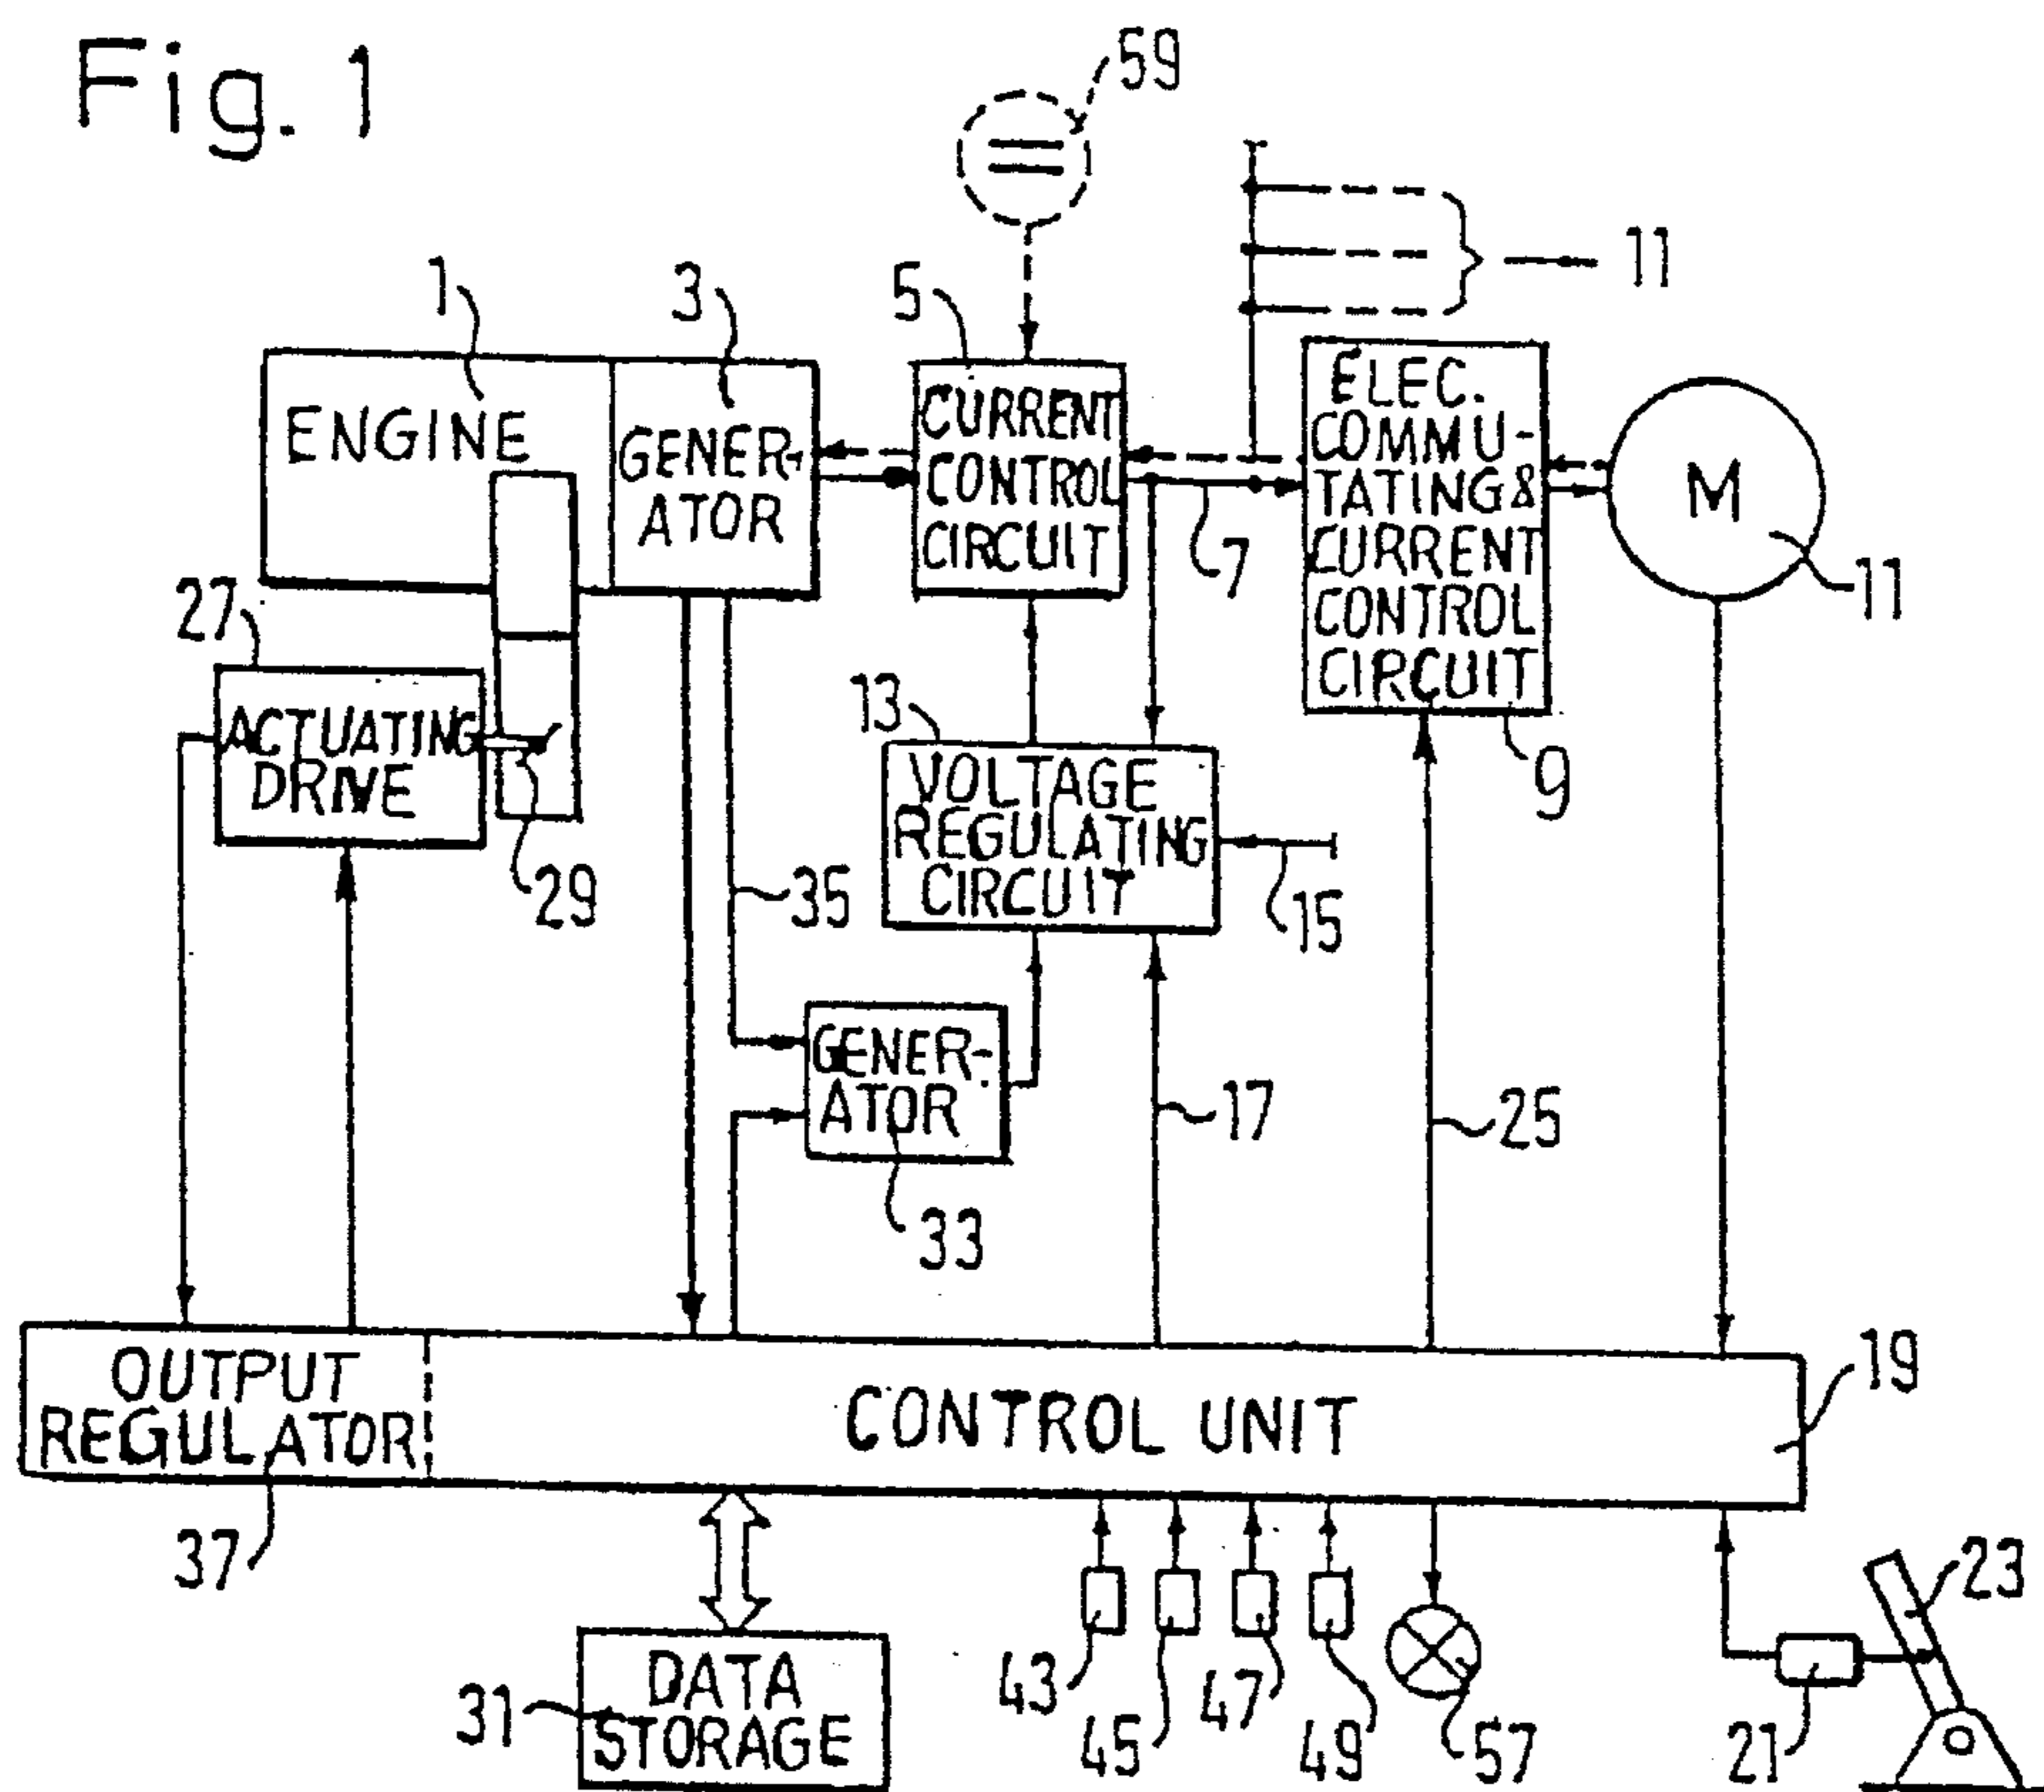 Fig. 1
59
11
1
3
5
ENGINE
GENER-
ATOR
CURRENT
CONTROL
CIRCUIT
7
ELEC.
COMMU-
TATING&
CURRENT
CONTROL
CIRCUIT
9
M
11
27
ACTUATING
DRIVE
29
35
13
VOLTAGE
REGULATING
CIRCUIT
15
GENER-
ATOR
33
17
25
OUTPUT
REGULATOR
37
CONTROL UNIT
19
31
DATA
STORAGE
43
45
47
49
57
21
23